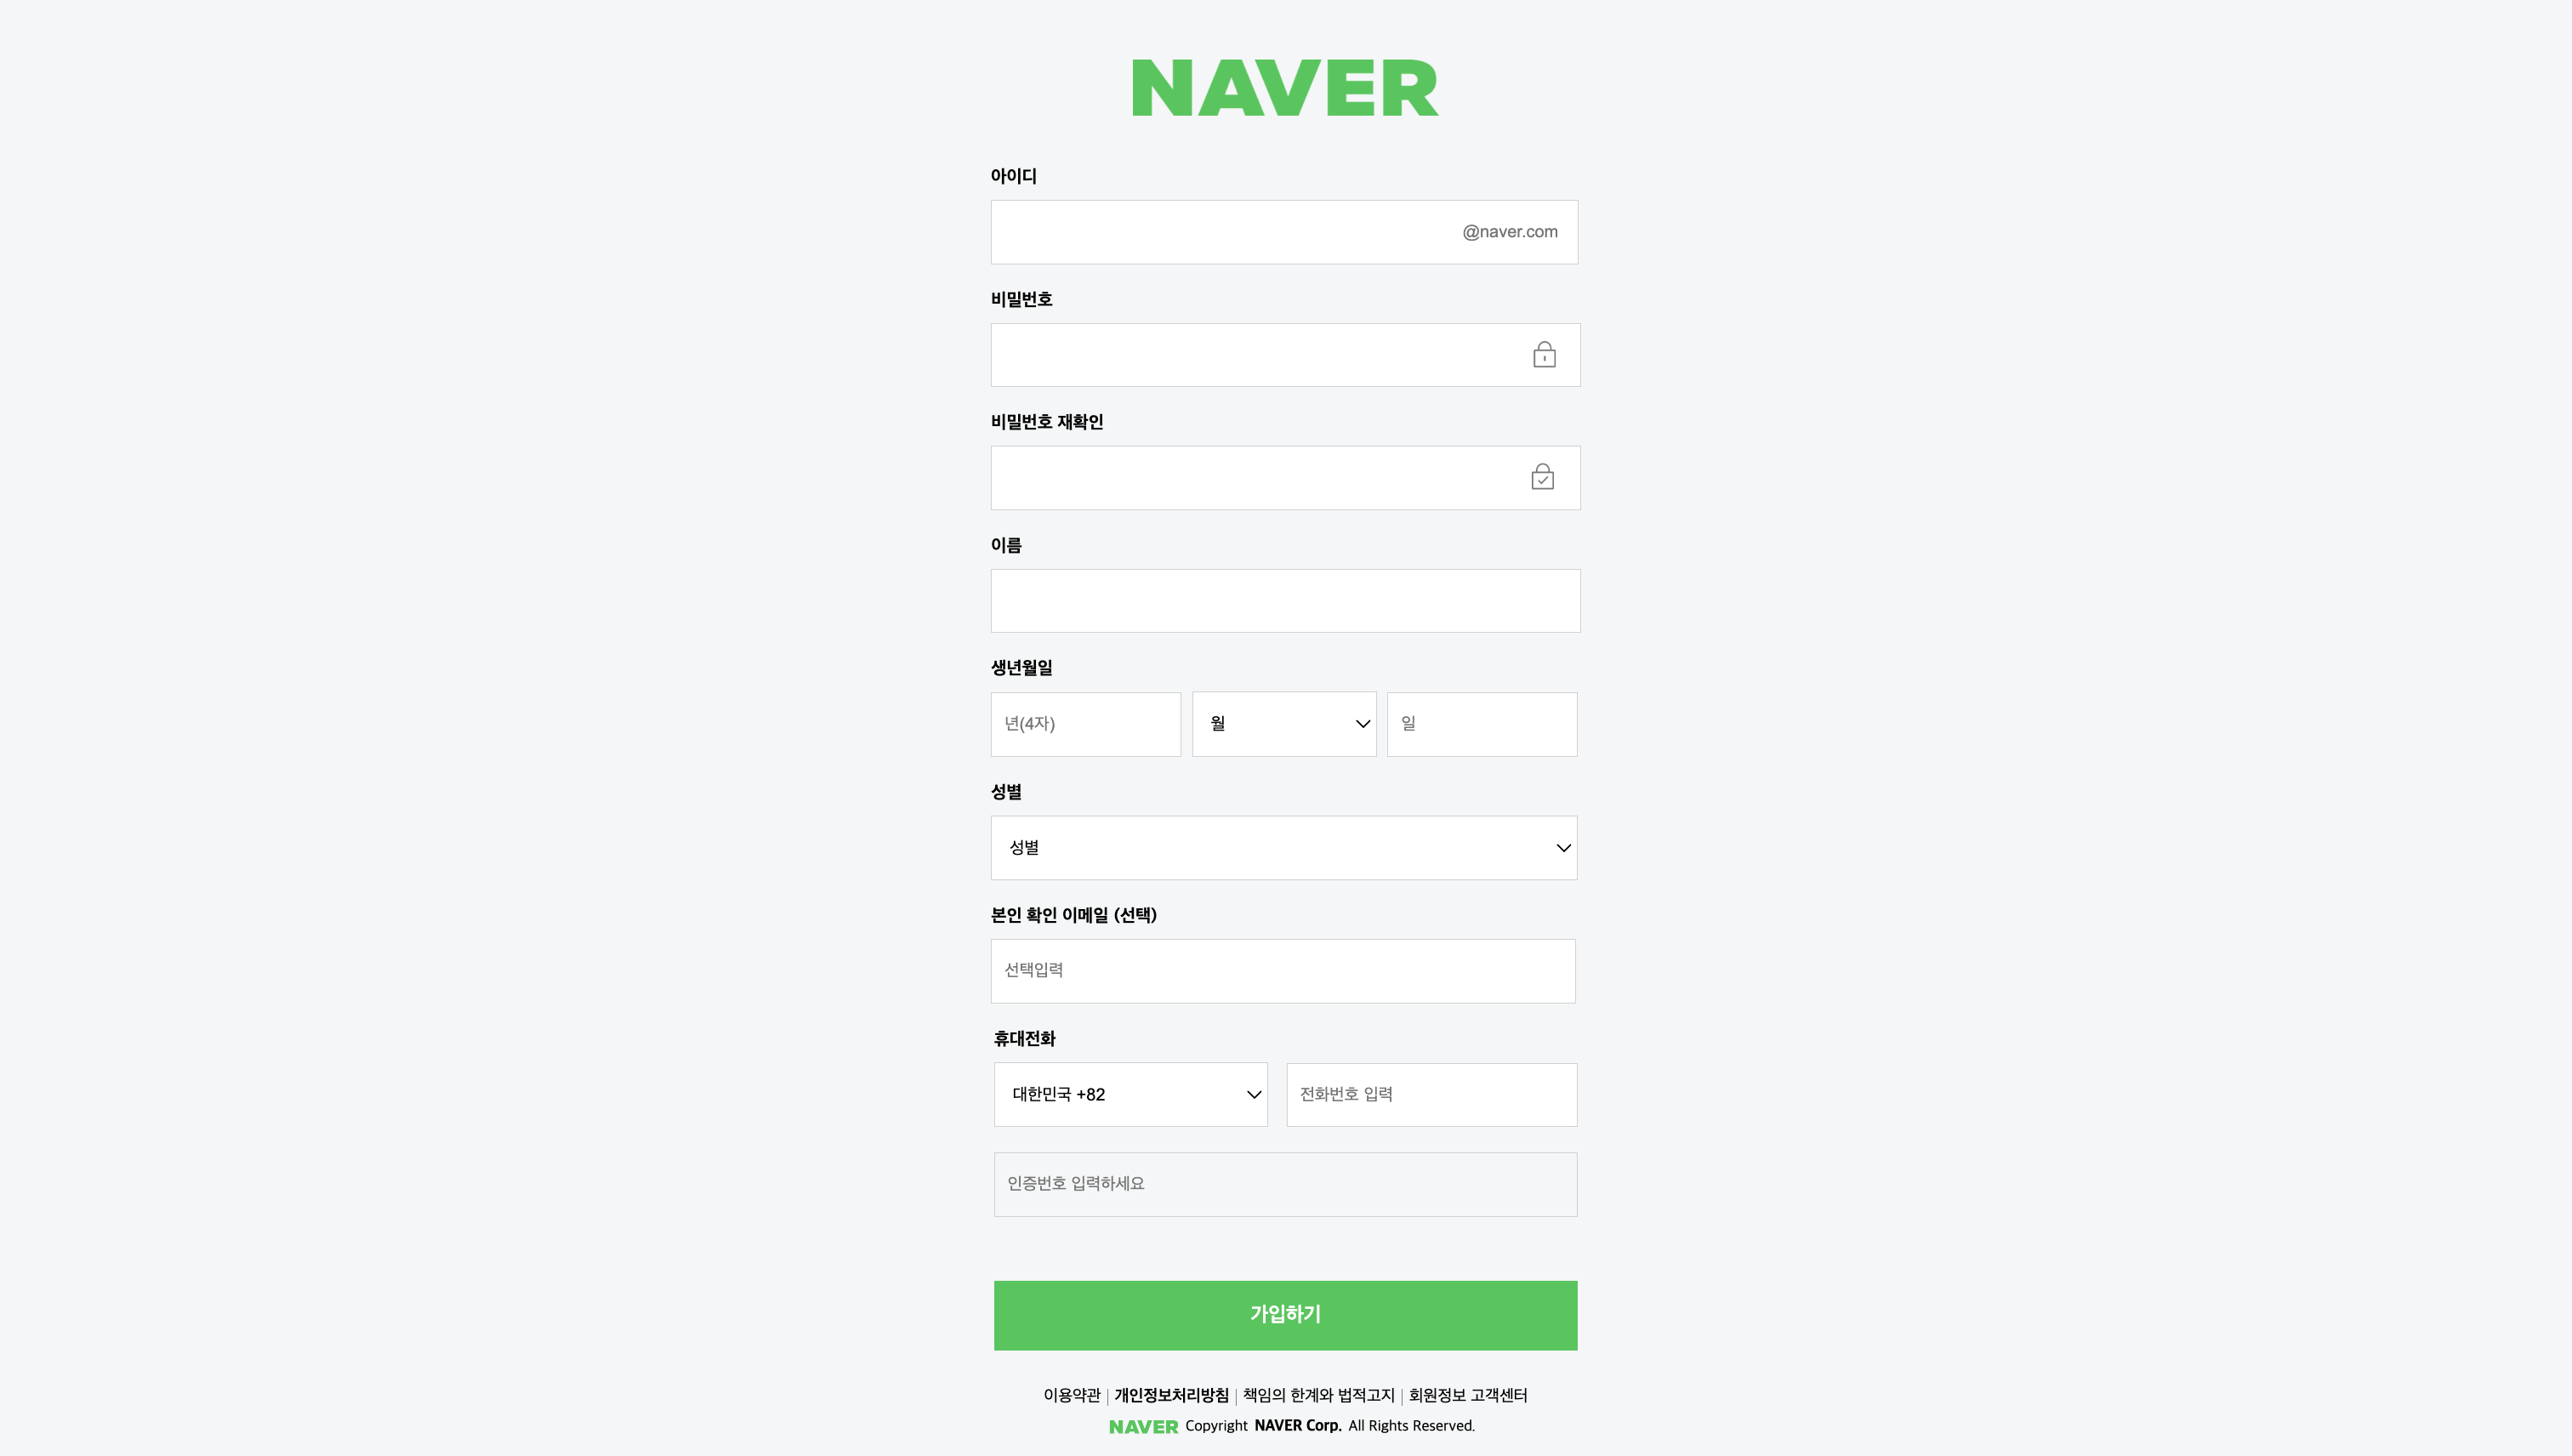 NAVER
아이디
@naver.com
비밀번호
비밀번호 재확인
이름
생년월일
년(4자) 월 일
성별
성별
본인 확인 이메일 (선택)
선택입력
휴대전화
대한민국 +82 전화번호 입력
인증번호 입력하세요
가입하기
이용약관 | 개인정보처리방침 | 책임의 한계와 법적고지 | 회원정보 고객센터
NAVER Copyright NAVER Corp. All Rights Reserved.